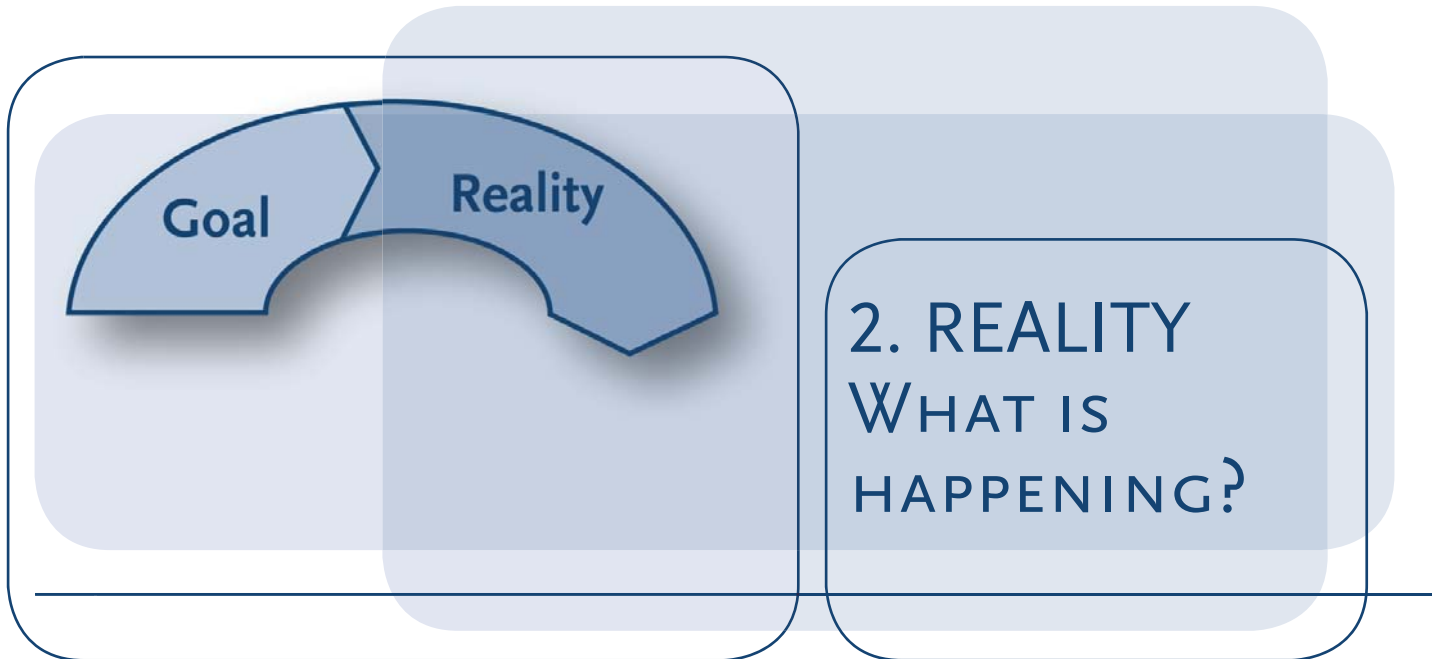 Goal
Reality
2. REALITY
WHAT IS
HAPPENING?